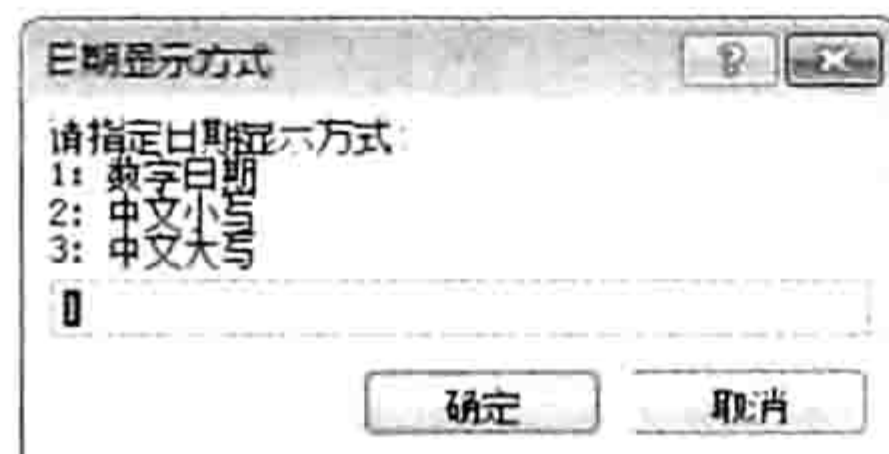 日期显示方式
请指定日期显示方式:
1: 数字日期
2: 中文小写
3: 中文大写
确定
取消